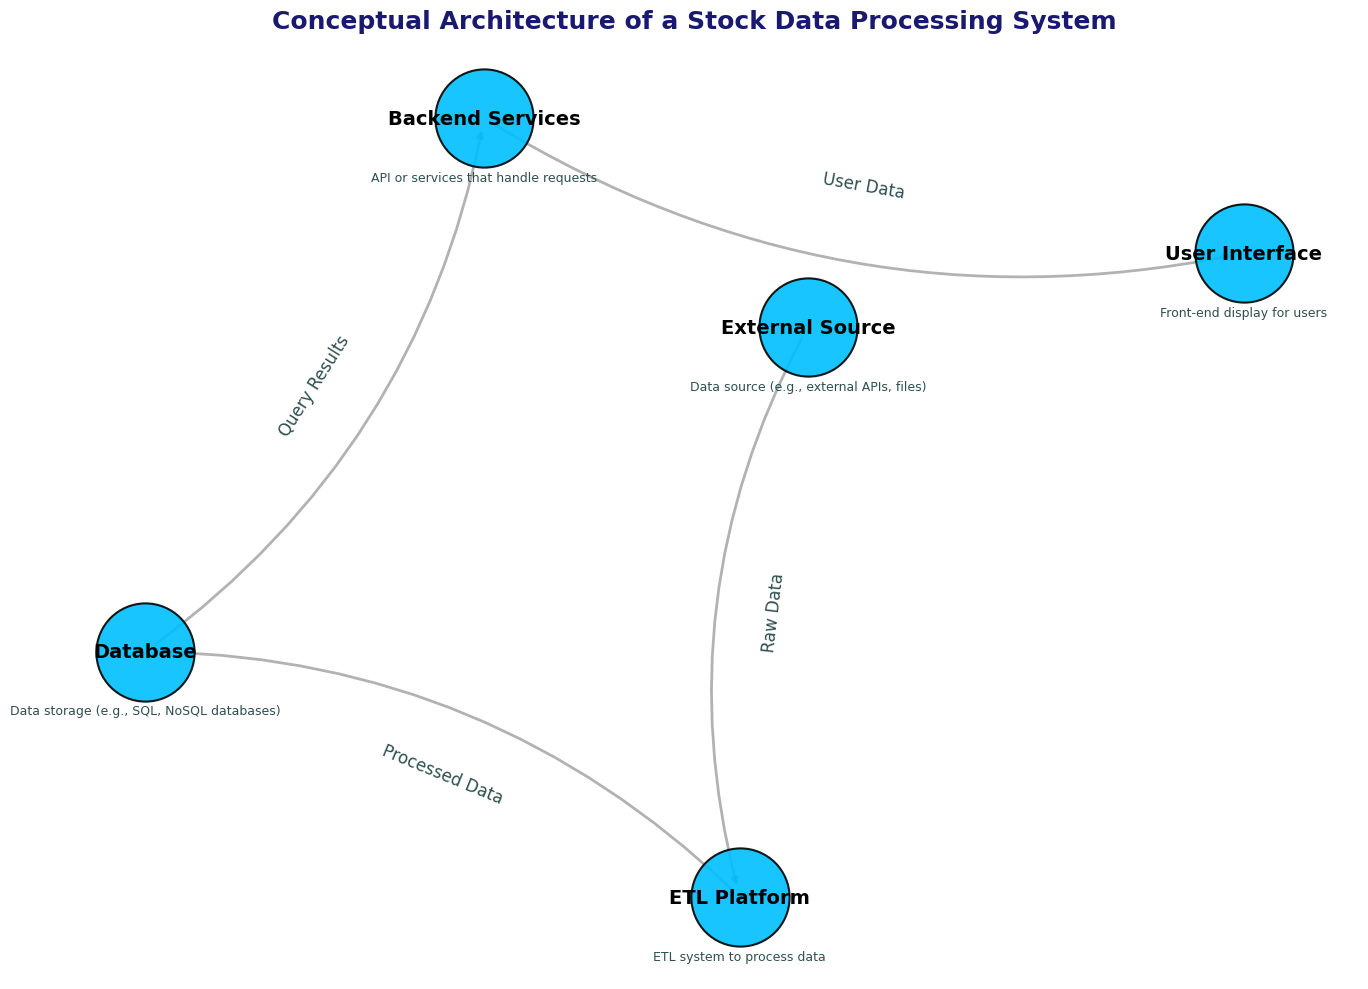 Conceptual Architecture of a Stock Data Processing System
Backend Services
API or services that handle requests
User Data
User Interface
Front-end display for users
External Source
Data source (e.g., external APIs, files)
Query Results
Raw Data
Database
Data storage (e.g., SQL, NoSQL databases)
Processed Data
ETL Platform
ETL system to process data